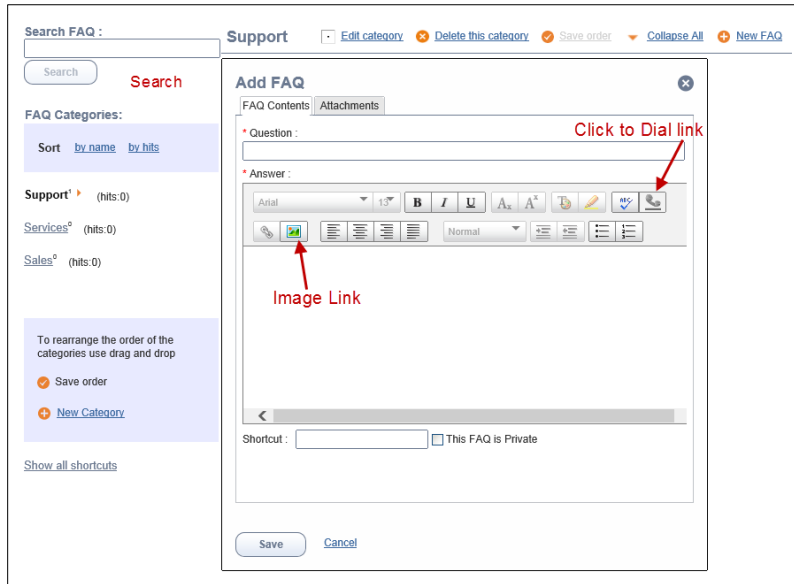 Search FAQ :
Search
Search
FAQ Categories:
Sort by name by hits
Support¹ (hits:0)
Services⁰ (hits:0)
Sales⁰ (hits:0)
To rearrange the order of the
categories use drag and drop
Save order
New Category
Show all shortcuts
Support Edit category Delete this category Save order Collapse All New FAQ
Add FAQ
FAQ Contents Attachments
* Question :
Click to Dial link
* Answer :
Arial 13 B I U Aₓ Aˣ abc
Normal
Image Link
Shortcut : This FAQ is Private
Save Cancel